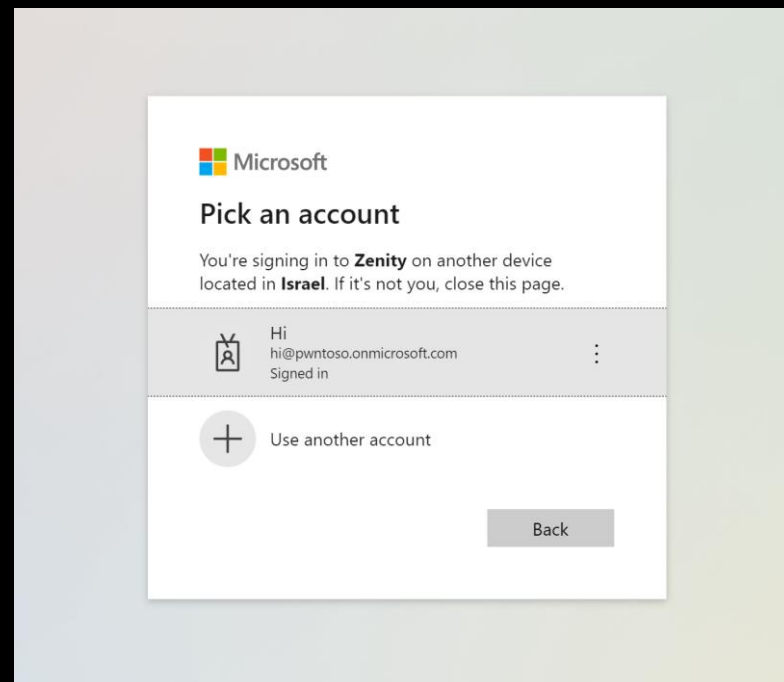 Microsoft
Pick an account
You're signing in to Zenity on another device
located in Israel. If it's not you, close this page.
Hi
hi@pwntoso.onmicrosoft.com
Signed in
Use another account
Back